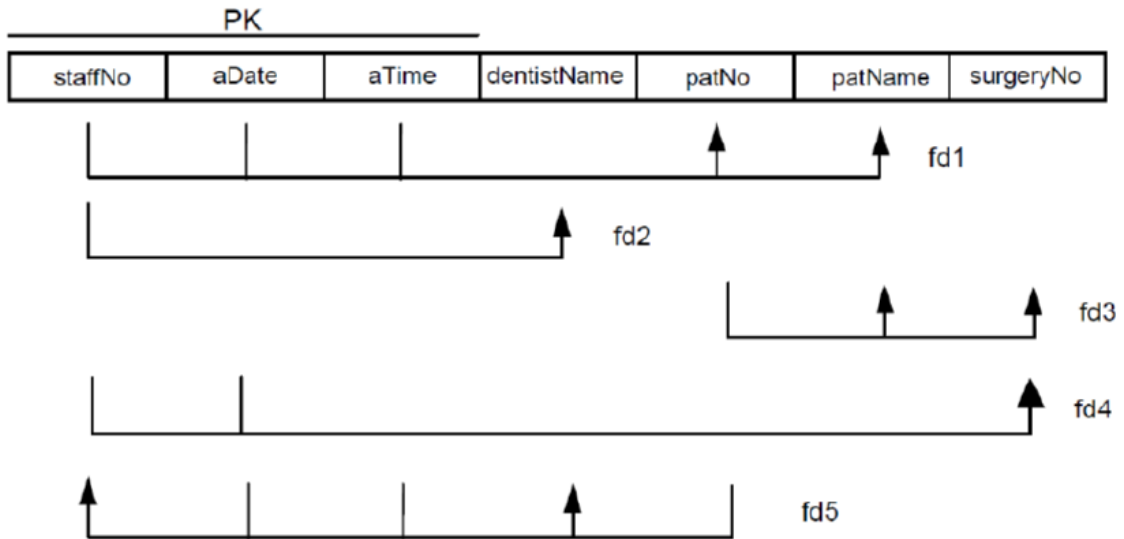 PK
staffNo aDate aTime dentistName patNo patName surgeryNo
fd1
fd2
fd3
fd4
fd5